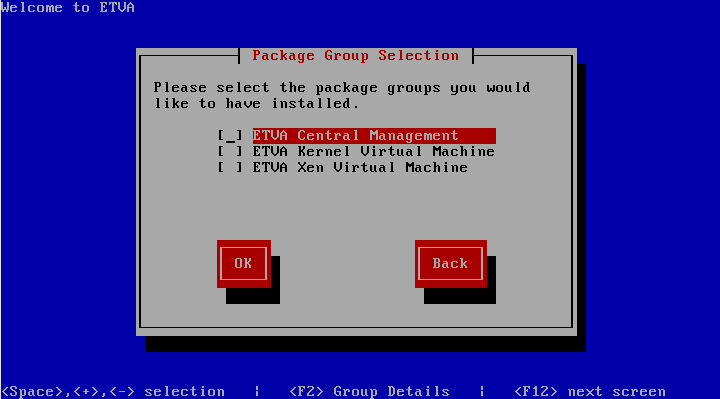 Welcome to ETVA
Package Group Selection
Please select the package groups you would
like to have installed.
[_] ETVA Central Management
[ ] ETVA Kernel Virtual Machine
[ ] ETVA Xen Virtual Machine
OK Back
<Space>,<+>,<-> selection | <F2> Group Details | <F12> next screen